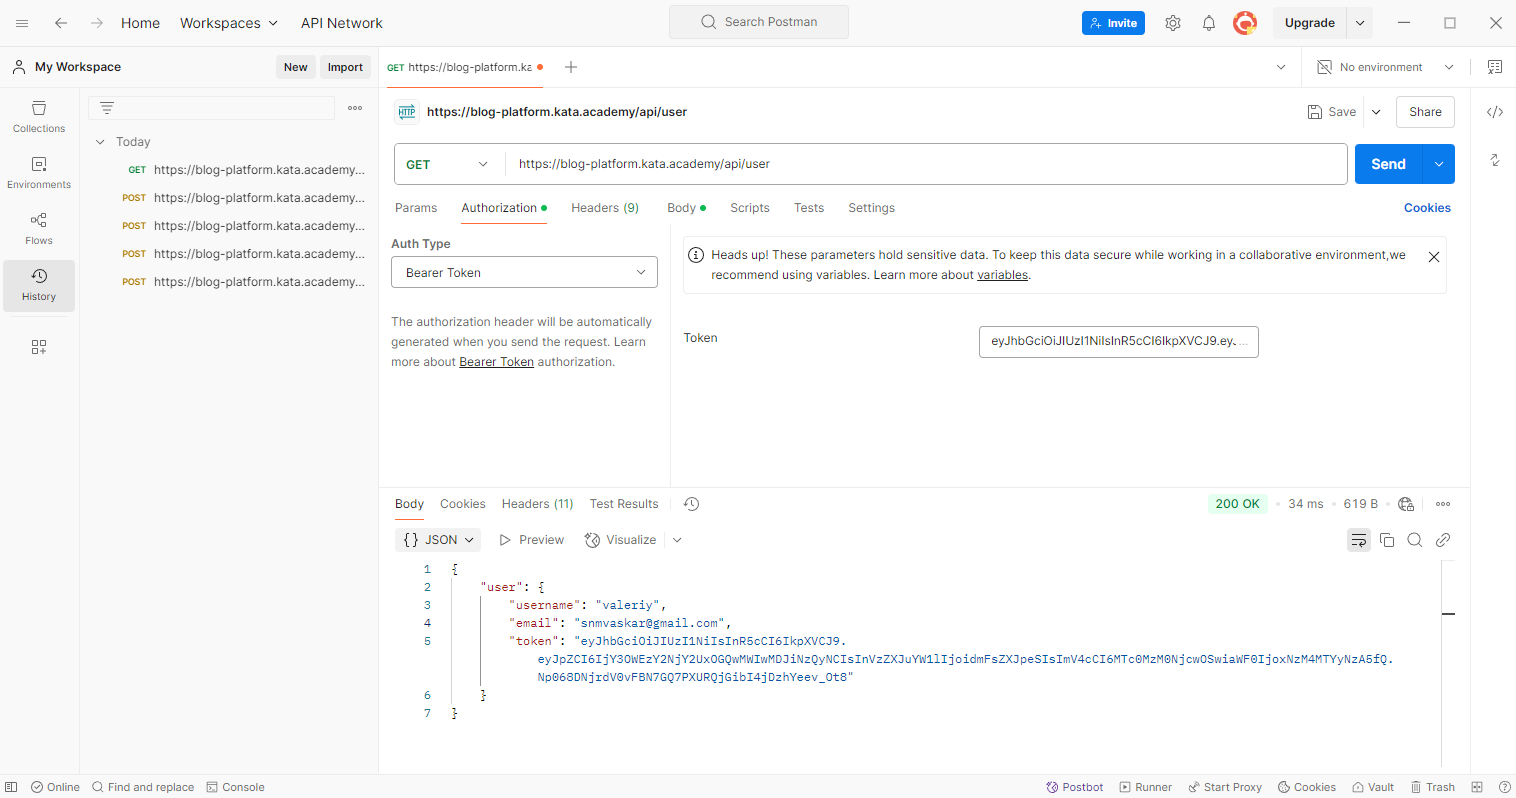 Home
Workspaces
API Network
Search Postman
Invite
Upgrade
My Workspace
New
Import
GET https://blog-platform.ka
No environment
Collections
Environments
Flows
History
Today
GET https://blog-platform.kata.academy...
POST https://blog-platform.kata.academy...
POST https://blog-platform.kata.academy...
POST https://blog-platform.kata.academy...
POST https://blog-platform.kata.academy...
HTTP https://blog-platform.kata.academy/api/user
Save
Share
GET https://blog-platform.kata.academy/api/user
Send
Params Authorization Headers (9) Body Scripts Tests Settings
Cookies
Auth Type
Bearer Token
The authorization header will be automatically
generated when you send the request. Learn
more about Bearer Token authorization.
Heads up! These parameters hold sensitive data. To keep this data secure while working in a collaborative environment,we
recommend using variables. Learn more about variables.
Token
eyJhbGciOiJIUzI1NiIsInR5cCI6IkpXVCJ9.ey. ...
Body Cookies Headers (11) Test Results
200 OK • 34 ms • 619 B
{} JSON Preview Visualize
1 {
2 "user": {
3 "username": "valeriy",
4 "email": "snmvaskar@gmail.com",
5 "token": "eyJhbGciOiJIUzI1NiIsInR5cCI6IkpXVCJ9.
eyJpZCI6IjY3OWEzY2NjY2UxOGQwMWIwMDJiNzQyNCIsInVzZXJuYW1lIjoidmFsZXJpeSIsImV4cCI6MTc0MzM0NjcwOSwiaWF0IjoxNzM4MTYyNzA5fQ.
Np068DNjrdV0vFBN7GQ7PXURQjGibI4jDzhYeev_Ot8"
6 }
7 }
Online
Find and replace
Console
Postbot
Runner
Start Proxy
Cookies
Vault
Trash